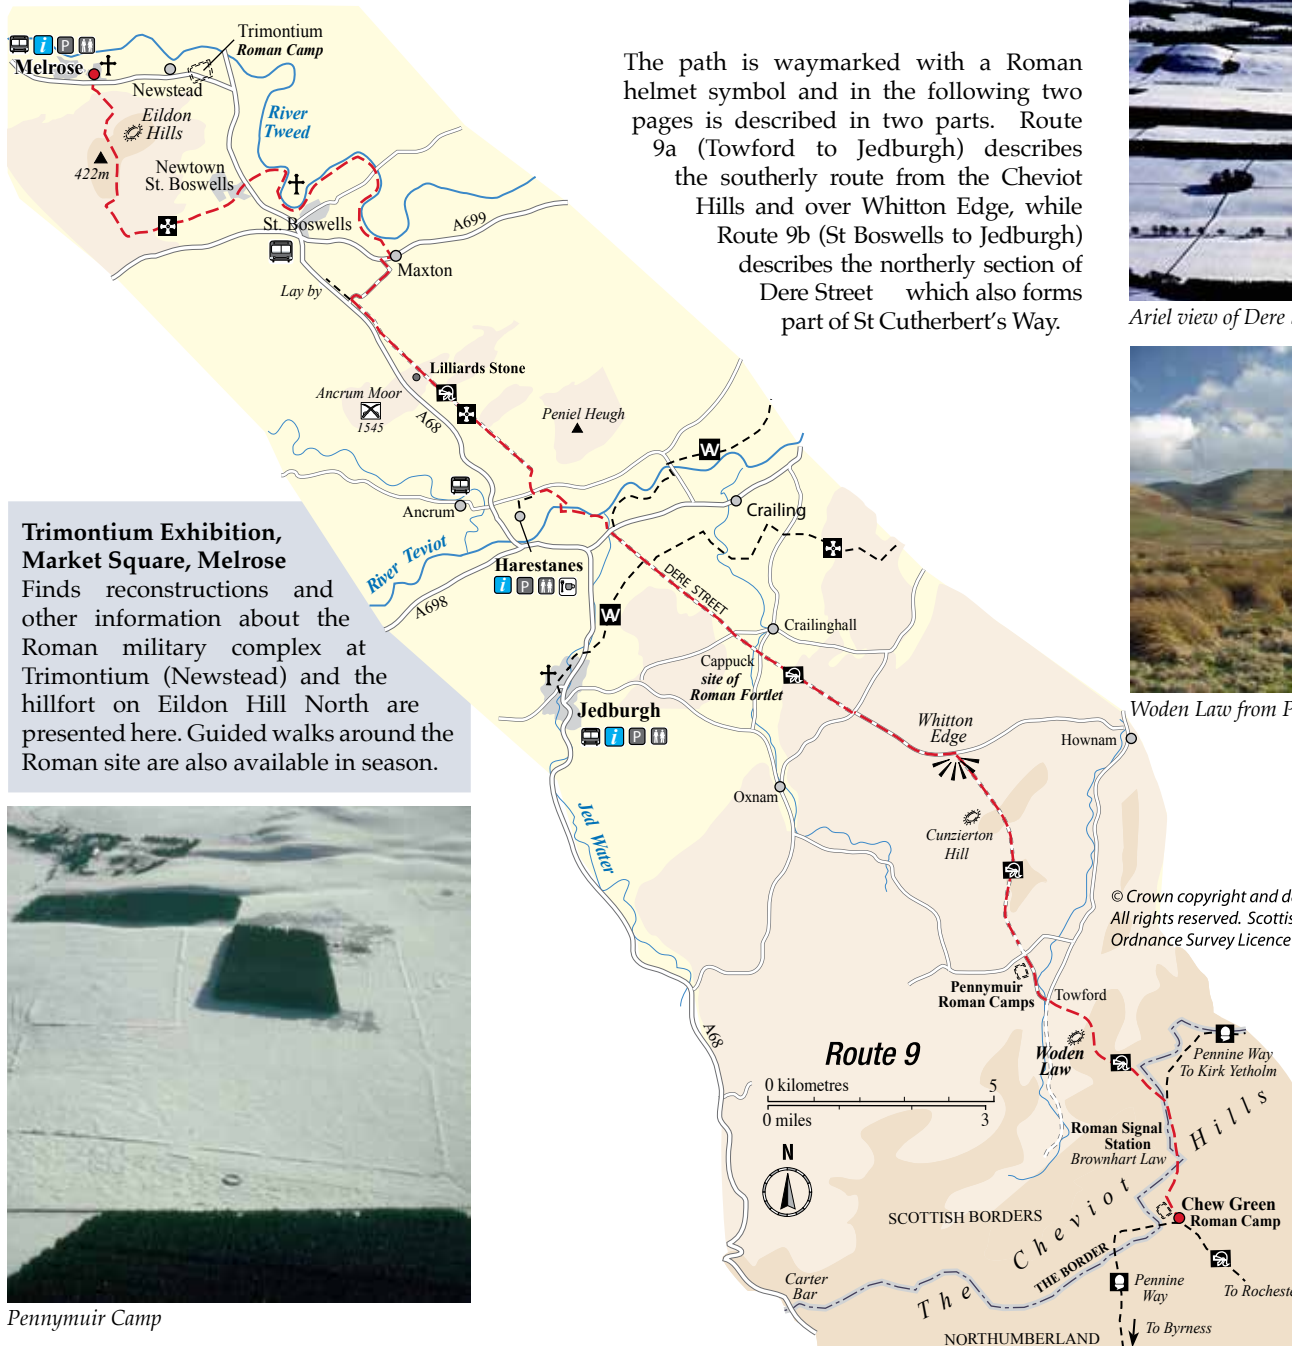 Trimontium
Roman Camp
i P
Melrose
Newstead
Eildon
Hills
River
Tweed
422m
Newtown
St. Boswells
St. Boswells
A699
Maxton
Lay by
The path is waymarked with a Roman
helmet symbol and in the following two
pages is described in two parts. Route
9a (Towford to Jedburgh) describes
the southerly route from the Cheviot
Hills and over Whitton Edge, while
Route 9b (St Boswells to Jedburgh)
describes the northerly section of
Dere Street which also forms
part of St Cutherbert's Way.
Ariel view of Dere
Lilliards Stone
Ancrum Moor
1545
A68
Peniel Heugh
W
Ancrum
Crailing
River Teviot
Harestanes
i P
A698
DERE STREET
W
Crailinghall
Cappuck
site of
Roman Fortlet
Jedburgh
i P
Whitton
Edge
Hownam
Woden Law from P
Oxnam
Jed Water
Cunzierton
Hill
Trimontium Exhibition,
Market Square, Melrose
Finds reconstructions and
other information about the
Roman military complex at
Trimontium (Newstead) and the
hillfort on Eildon Hill North are
presented here. Guided walks around the
Roman site are also available in season.
© Crown copyright and d
All rights reserved. Scottis
Ordnance Survey Licence
Pennymuir
Roman Camps
Towford
A68
Route 9
Woden
Law
Pennine Way
To Kirk Yetholm
0 kilometres 5
0 miles 3
N
Roman Signal
Station
Brownhart Law
The Cheviot Hills
Chew Green
Roman Camp
SCOTTISH BORDERS
THE BORDER
Carter
Bar
Pennine
Way
To Rocheste
To Byrness
NORTHUMBERLAND
Pennymuir Camp